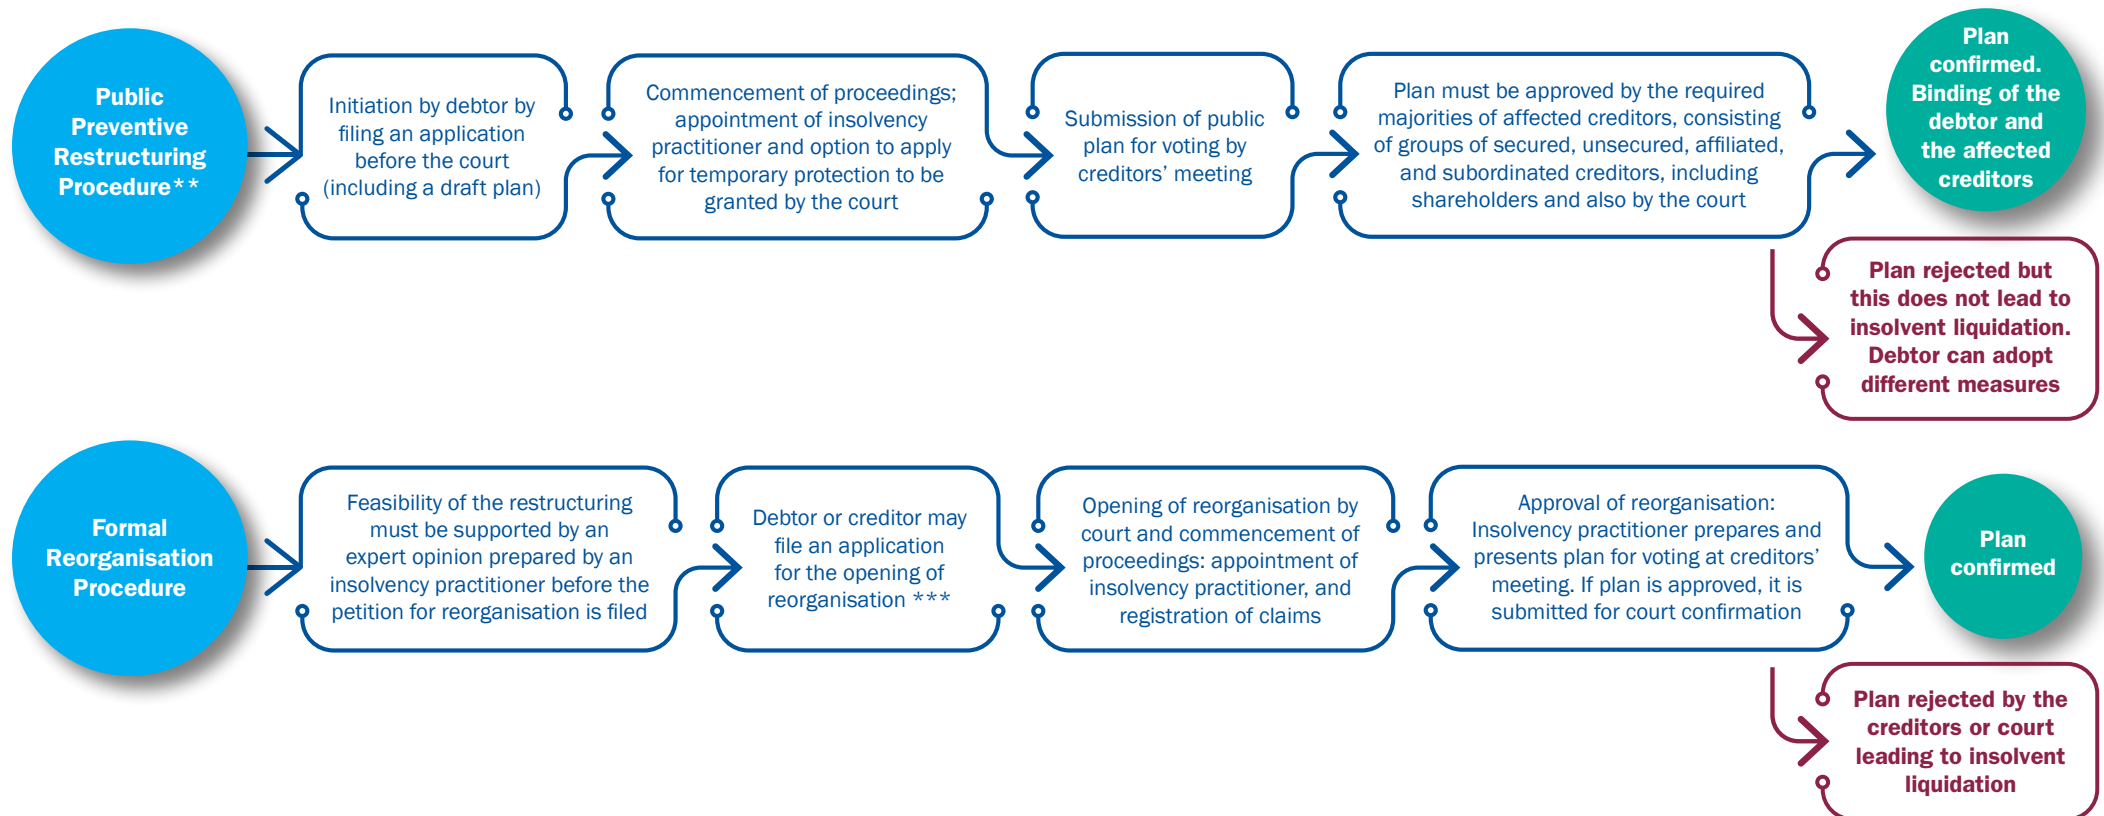 Public
Preventive
Restructuring
Procedure**
Initiation by debtor by
filing an application
before the court
(including a draft plan)
Commencement of proceedings;
appointment of insolvency
practitioner and option to apply
for temporary protection to be
granted by the court
Submission of public
plan for voting by
creditors’ meeting
Plan must be approved by the required
majorities of affected creditors, consisting
of groups of secured, unsecured, affiliated,
and subordinated creditors, including
shareholders and also by the court
Plan
confirmed.
Binding of the
debtor and
the affected
creditors
Plan rejected but
this does not lead to
insolvent liquidation.
Debtor can adopt
different measures
Formal
Reorganisation
Procedure
Feasibility of the restructuring
must be supported by an
expert opinion prepared by an
insolvency practitioner before the
petition for reorganisation is filed
Debtor or creditor may
file an application
for the opening of
reorganisation ***
Opening of reorganisation by
court and commencement of
proceedings: appointment of
insolvency practitioner, and
registration of claims
Approval of reorganisation:
Insolvency practitioner prepares and
presents plan for voting at creditors’
meeting. If plan is approved, it is
submitted for court confirmation
Plan
confirmed
Plan rejected by the
creditors or court
leading to insolvent
liquidation